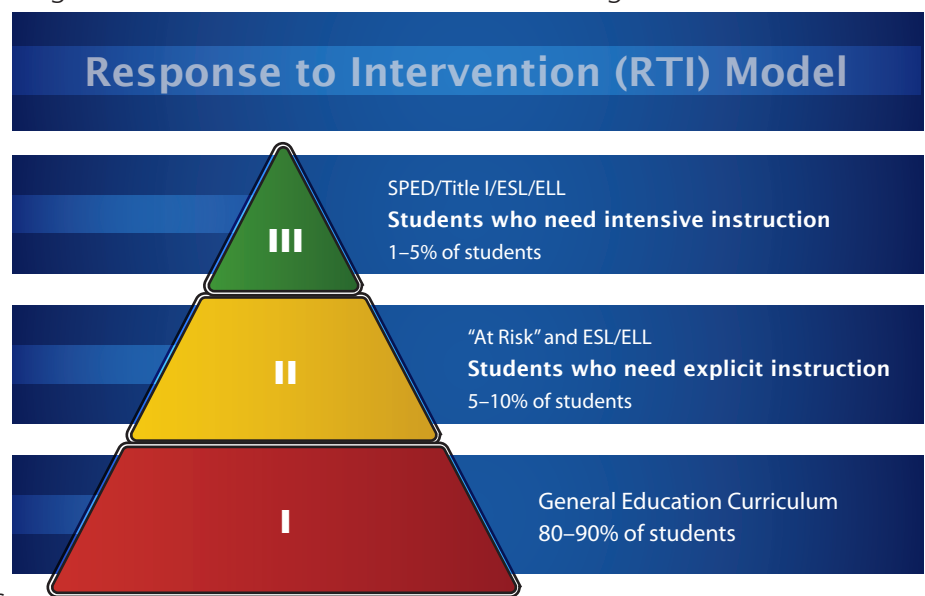 Response to Intervention (RTI) Model
SPED/Title I/ESL/ELL
Students who need intensive instruction
1–5% of students
III
"At Risk" and ESL/ELL
Students who need explicit instruction
5–10% of students
II
General Education Curriculum
80–90% of students
I